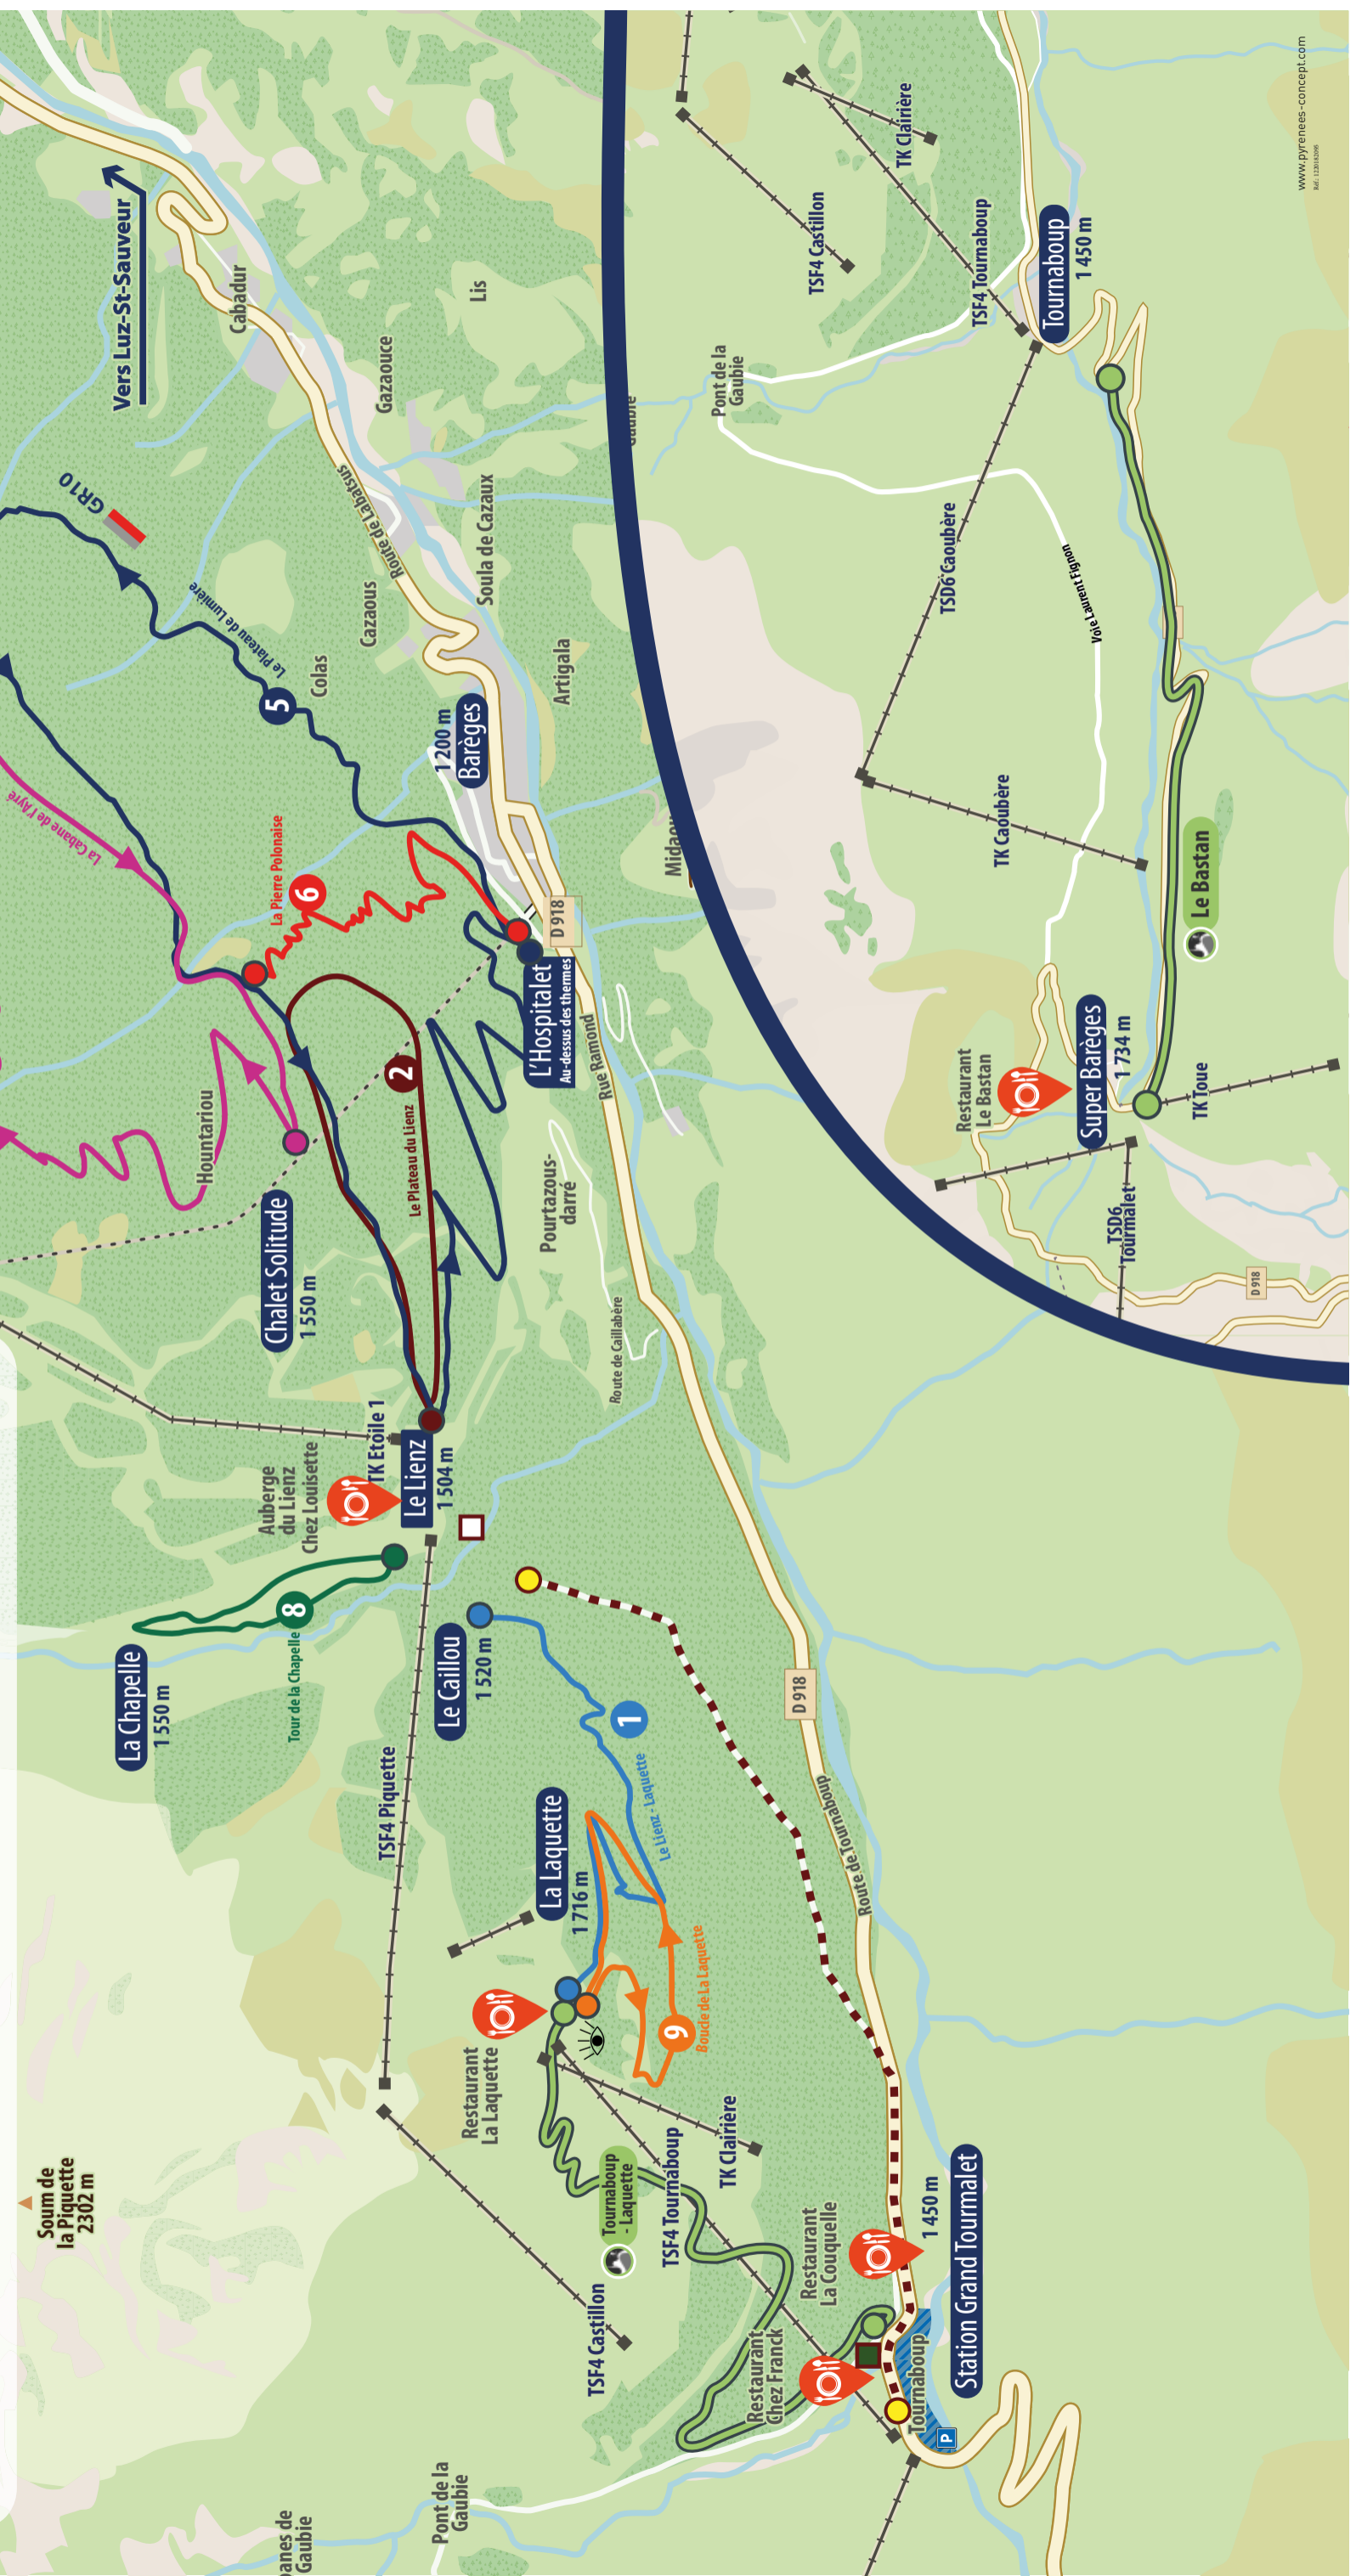 Vers Luz-St-Sauveur
Cabadur
Lis
Gazaouce
GR10
Route de Labatsus
Soula de Cazaux
Le Plateau de Lumière
Cazaous
Colas
5
Artigala
1 200 m
Barèges
La Cabane de l'Ayré
La Pierre Polonaise
6
D 918
L'Hospitalet
Au-dessus des thermes
Rue Ramond
2
Le Plateau du Lienz
Hountariou
Chalet Solitude
1 550 m
Pourtazous-
darré
Route de Caillabère
TK Etoile 1
Auberge
du Lienz
Chez Louisette
Le Lienz
1 504 m
8
Tour de la Chapelle
La Chapelle
1 550 m
Le Caillou
1 520 m
1
Le Lienz - Laquette
D 918
Route de Tournaboup
TSF4 Piquette
La Laquette
1 716 m
9
Boucle de La Laquette
Restaurant
La Laquette
Tournaboup
- Laquette
TSF4 Tournaboup
TK Clairière
TSF4 Castillon
Soum de
la Piquette
2302 m
Restaurant
La Couquelle
1 450 m
Station Grand Tourmalet
Restaurant
Chez Franck
Tournaboup
P
Pont de la
Gaubie
Gaubie
TK Clairière
TSF4 Castillon
TSF4 Tournaboup
Tournaboup
1 450 m
Pont de la
Gaubie
TSD6 Caoubère
Voie Laurent Fignon
TK Caoubère
Le Bastan
Restaurant
Le Bastan
Super Barèges
1 734 m
TK Toue
TSD6
Tourmalet
D 918
www.pyrenees-concept.com